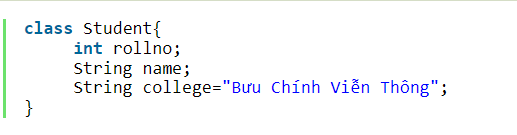 class Student{
int rollno;
String name;
String college="Bưu Chính Viễn Thông";
}